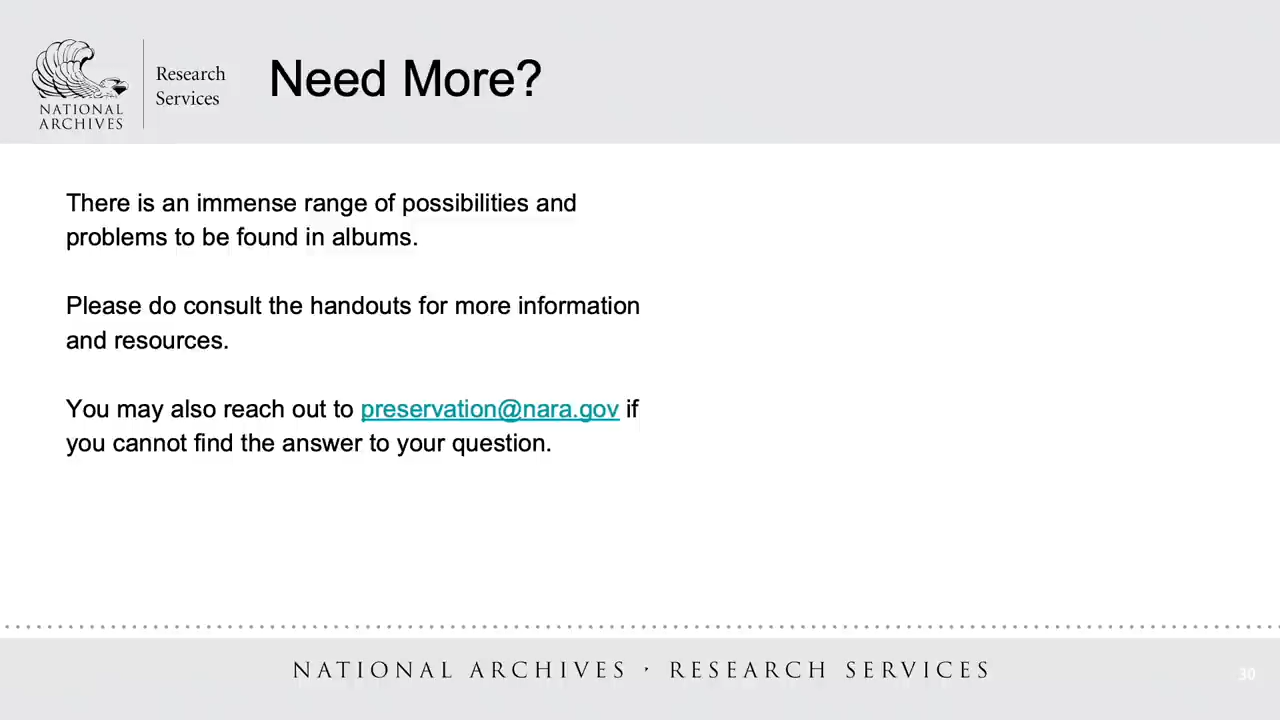 NATIONAL
ARCHIVES
Research
Services
Need More?
There is an immense range of possibilities and
problems to be found in albums.
Please do consult the handouts for more information
and resources.
You may also reach out to preservation@nara.gov if
you cannot find the answer to your question.
NATIONAL ARCHIVES · RESEARCH SERVICES
30